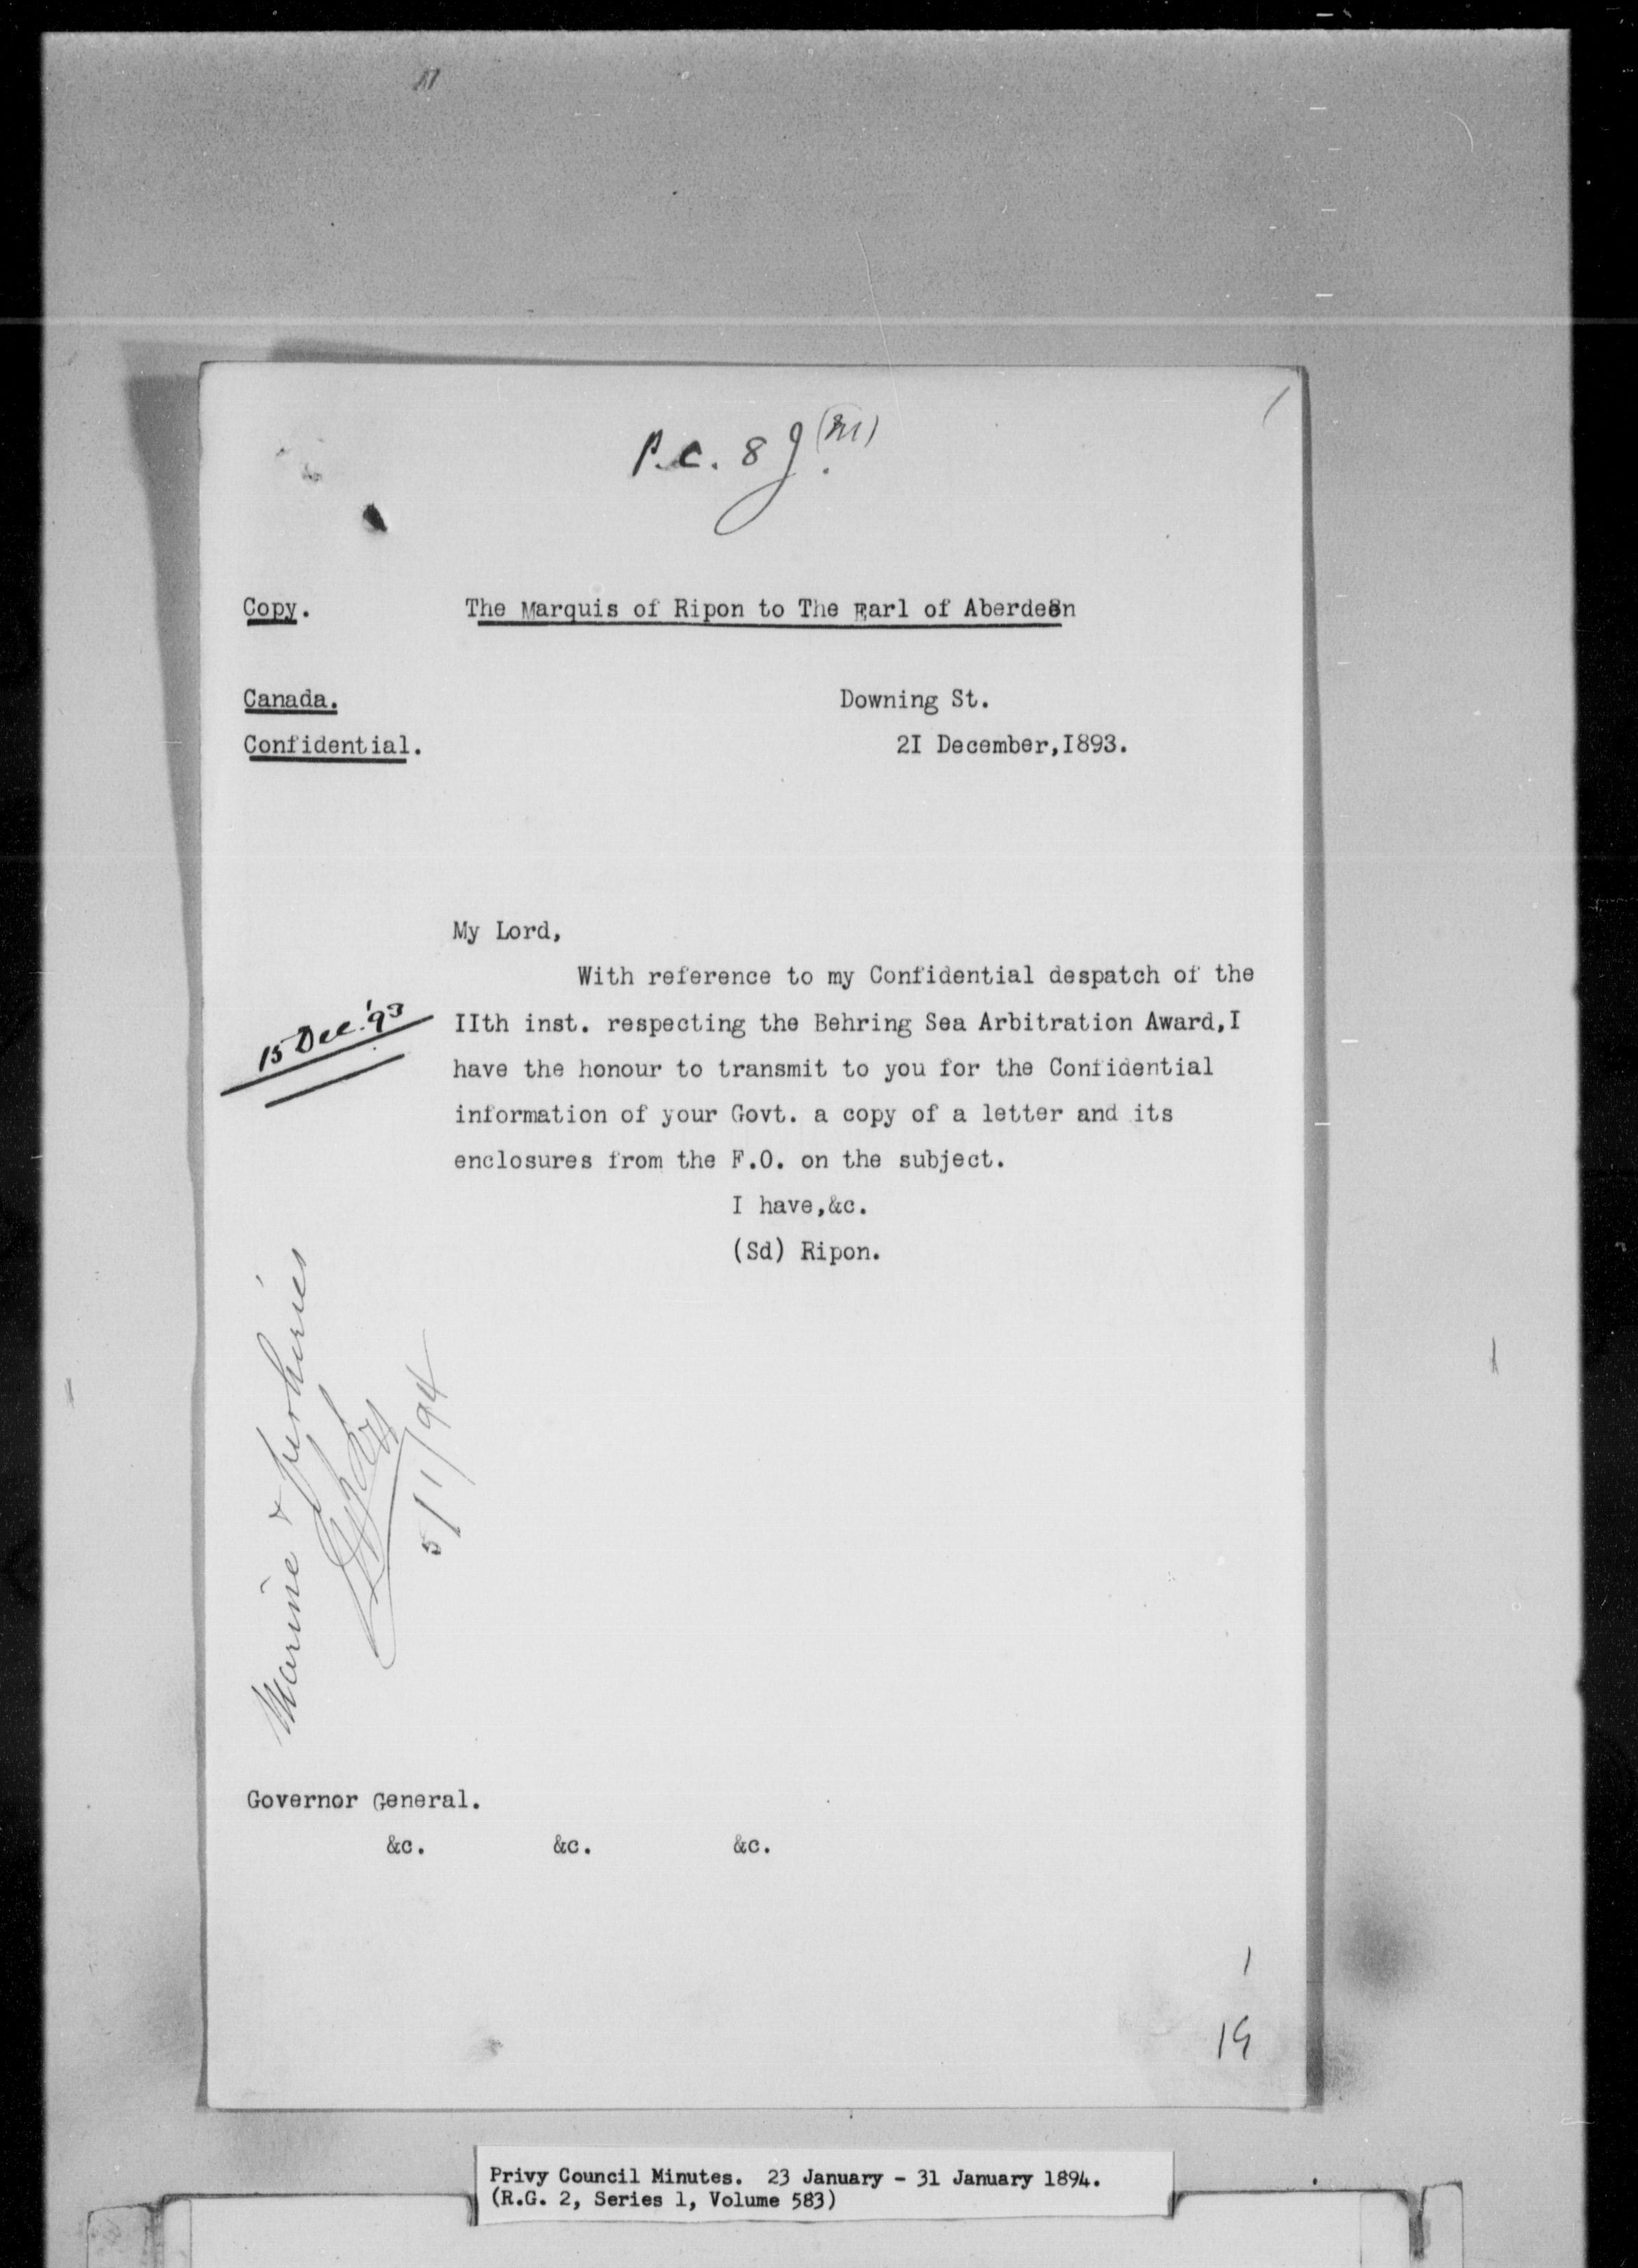 P.C. 8 g (m)
Copy. The Marquis of Ripon to The Earl of Aberdeen
Canada. Downing St.
Confidential. 2I December,I893.
My Lord,
With reference to my Confidential despatch of the
15 Dec. '93
IIth inst. respecting the Behring Sea Arbitration Award,I
have the honour to transmit to you for the Confidential
information of your Govt. a copy of a letter and its
enclosures from the F.O. on the subject.
I have,&c.
(Sd) Ripon.
Marine & fisheries
5/1/94
Governor General.
&c. &c. &c.
1
19
Privy Council Minutes. 23 January - 31 January 1894.
(R.G. 2, Series 1, Volume 583)